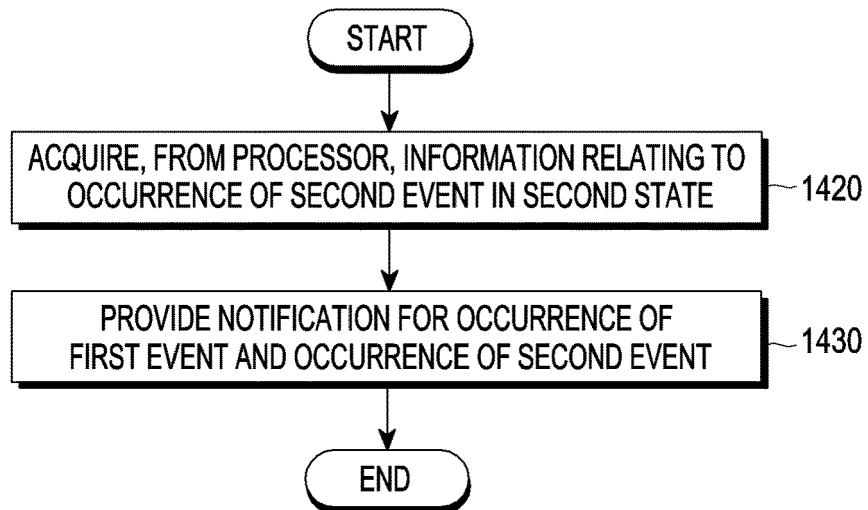 START
ACQUIRE, FROM PROCESSOR, INFORMATION RELATING TO
OCCURRENCE OF SECOND EVENT IN SECOND STATE
1420
PROVIDE NOTIFICATION FOR OCCURRENCE OF
FIRST EVENT AND OCCURRENCE OF SECOND EVENT
1430
END